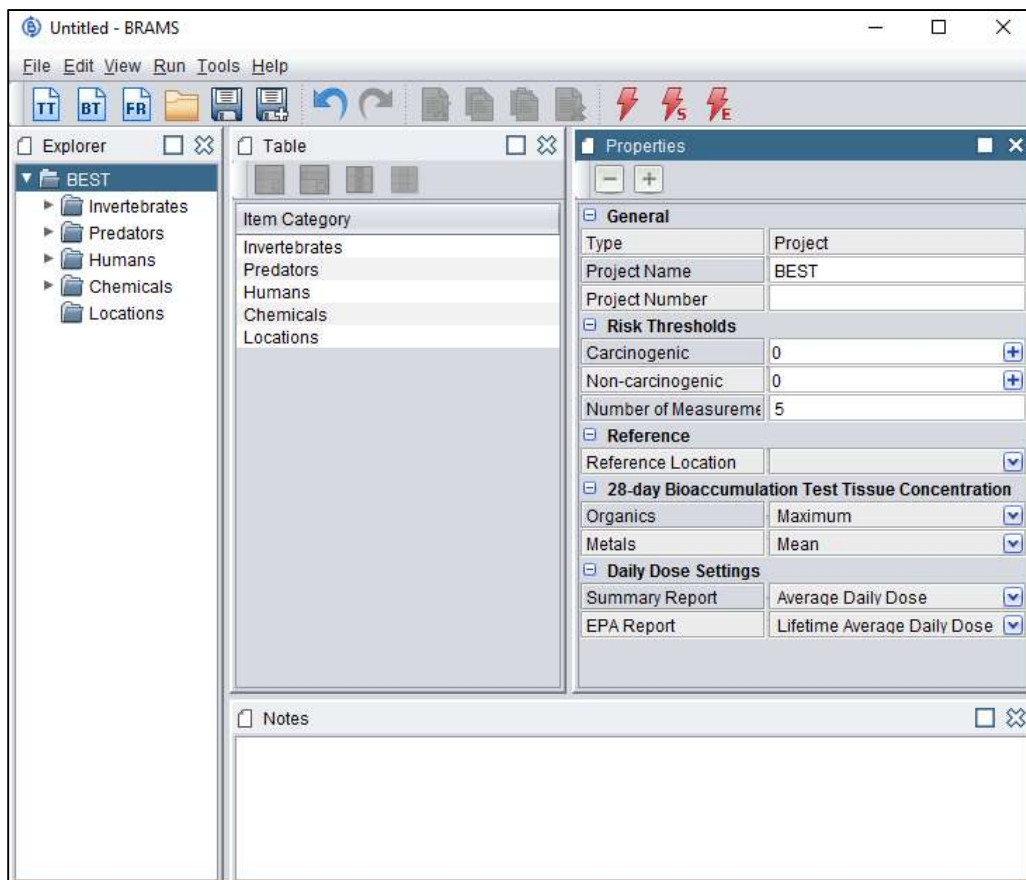 Untitled - BRAMS
File Edit View Run Tools Help
TT BT FR S E
Explorer
BEST
Invertebrates
Predators
Humans
Chemicals
Locations
Table
Item Category
Invertebrates
Predators
Humans
Chemicals
Locations
Properties
General
Type Project
Project Name BEST
Project Number
Risk Thresholds
Carcinogenic 0
Non-carcinogenic 0
Number of Measureme 5
Reference
Reference Location
28-day Bioaccumulation Test Tissue Concentration
Organics Maximum
Metals Mean
Daily Dose Settings
Summary Report Average Daily Dose
EPA Report Lifetime Average Daily Dose
Notes